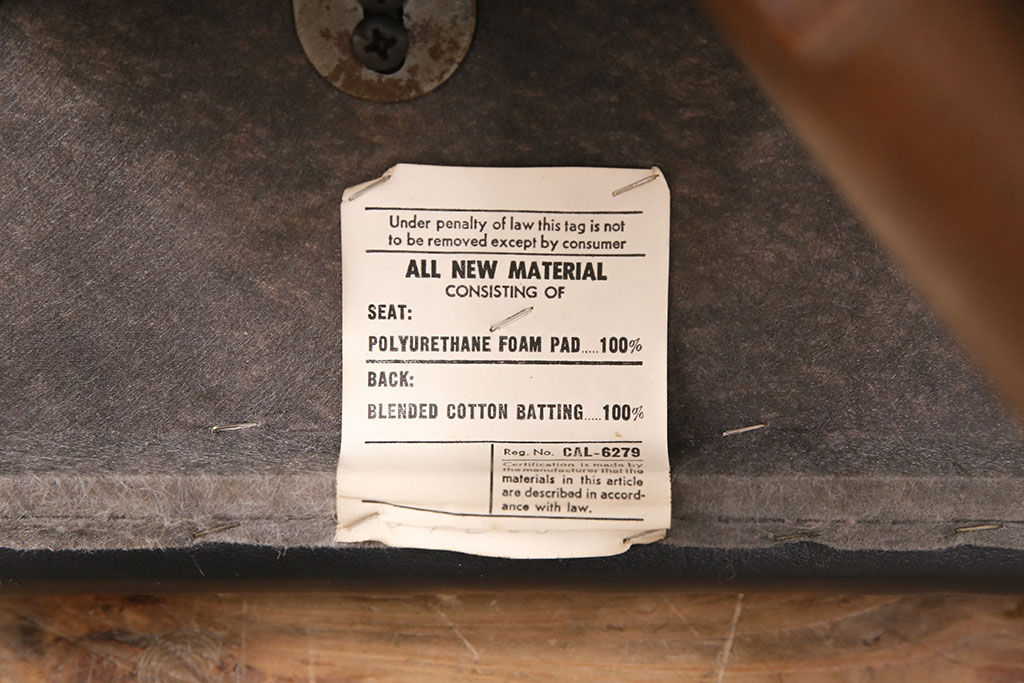 Under penalty of law this tag is not
to be removed except by consumer
ALL NEW MATERIAL
CONSISTING OF
SEAT:
POLYURETHANE FOAM PAD.....100%
BACK:
BLENDED COTTON BATTING.....100%
Reg. No. CAL-6279
Certification is made by
the manufacturer that the
materials in this article
are described in accord-
ance with law.